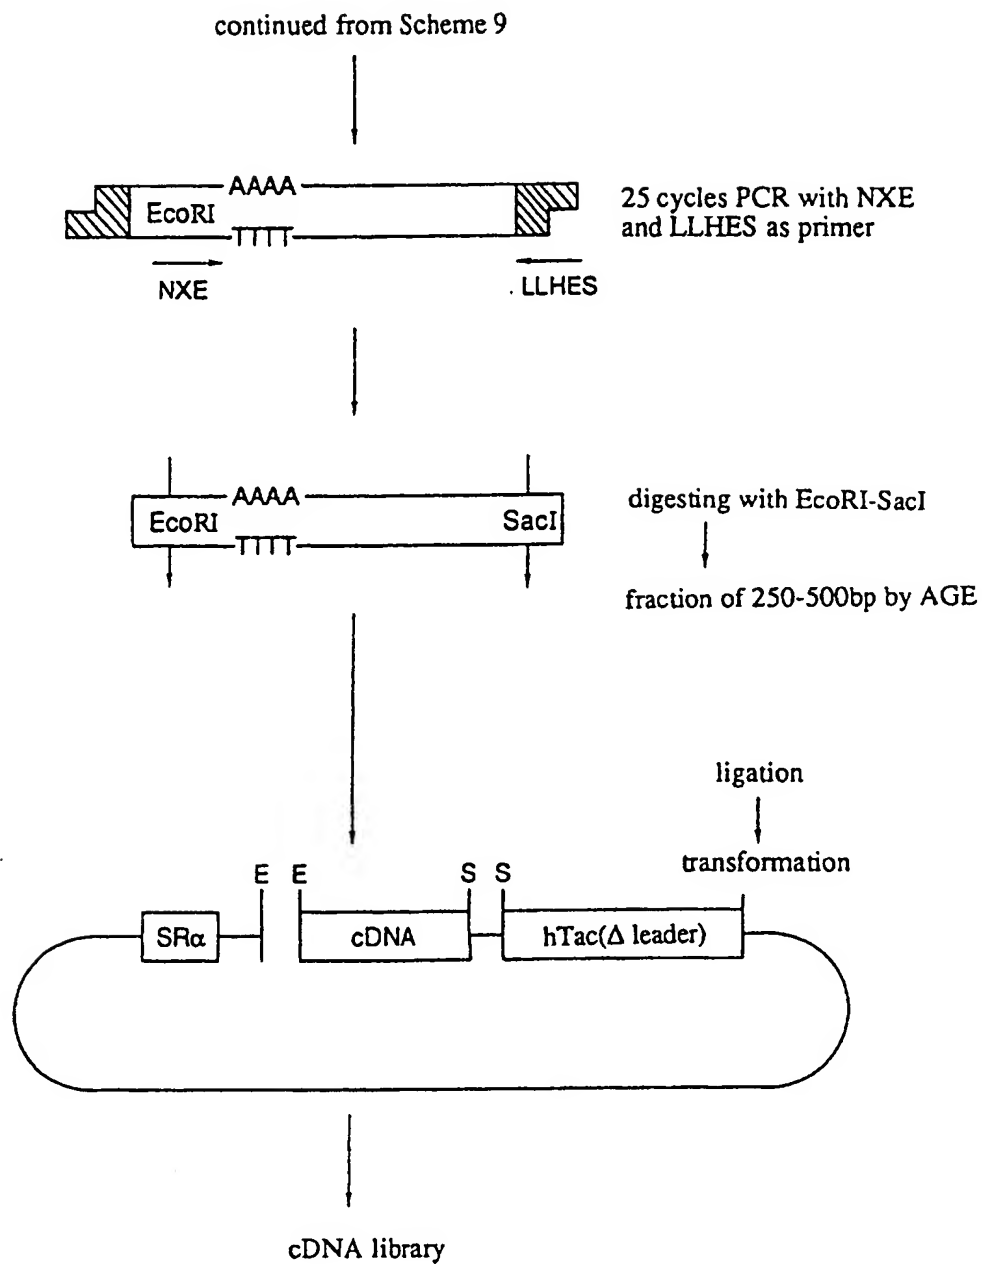 continued from Scheme 9
AAAA
EcoRI
TTTT
NXE
LLHES
25 cycles PCR with NXE
and LLHES as primer
AAAA
EcoRI
SacI
TTTT
digesting with EcoRI-SacI
fraction of 250-500bp by AGE
ligation
transformation
E E S S
SRα
cDNA
hTac(Δ leader)
cDNA library